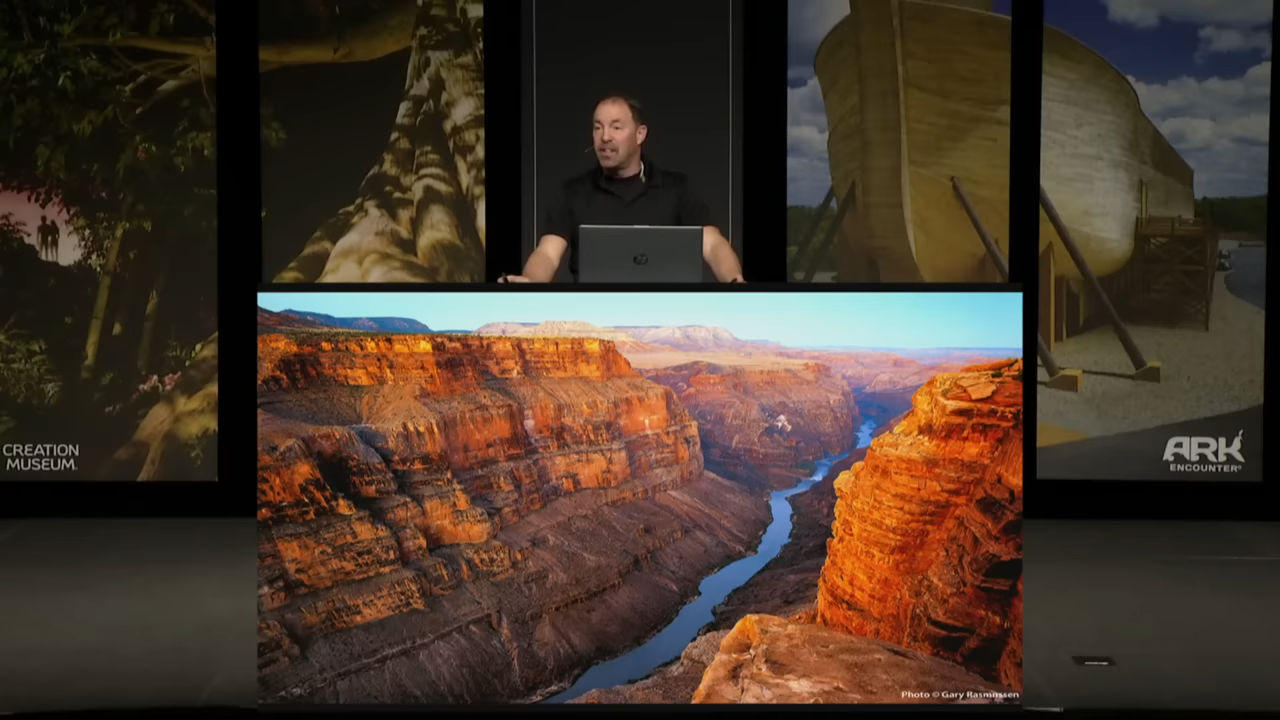 CREATION
MUSEUM
ARK
ENCOUNTER
Photo © Gary Rasmussen